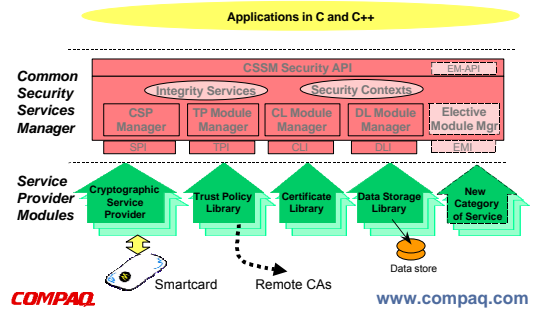 Applications in C and C++
CSSM Security API
EM-API
Common
Security
Services
Manager
Integrity Services
Security Contexts
CSP
Manager
TP Module
Manager
CL Module
Manager
DL Module
Manager
Elective
Module Mgr
SPI
TPI
CLI
DLI
EMI
Service
Provider
Modules
Cryptographic
Service
Provider
Trust Policy
Library
Certificate
Library
Data Storage
Library
New
Category
of Service
Data store
Smartcard
Remote CAs
COMPAQ
www.compaq.com